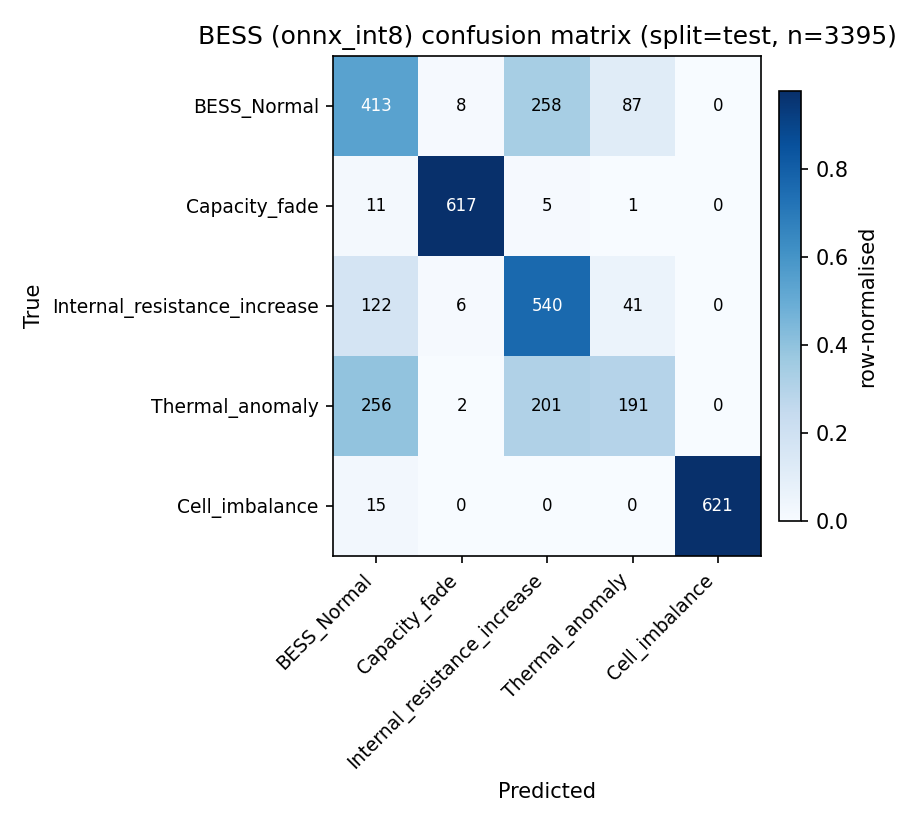 BESS (onnx_int8) confusion matrix (split=test, n=3395)
True
BESS_Normal 413 8 258 87 0
Capacity_fade 11 617 5 1 0
Internal_resistance_increase 122 6 540 41 0
Thermal_anomaly 256 2 201 191 0
Cell_imbalance 15 0 0 0 621
BESS_Normal
Capacity_fade
Internal_resistance_increase
Thermal_anomaly
Cell_imbalance
Predicted
0.8
0.6
0.4
0.2
0.0
row-normalised